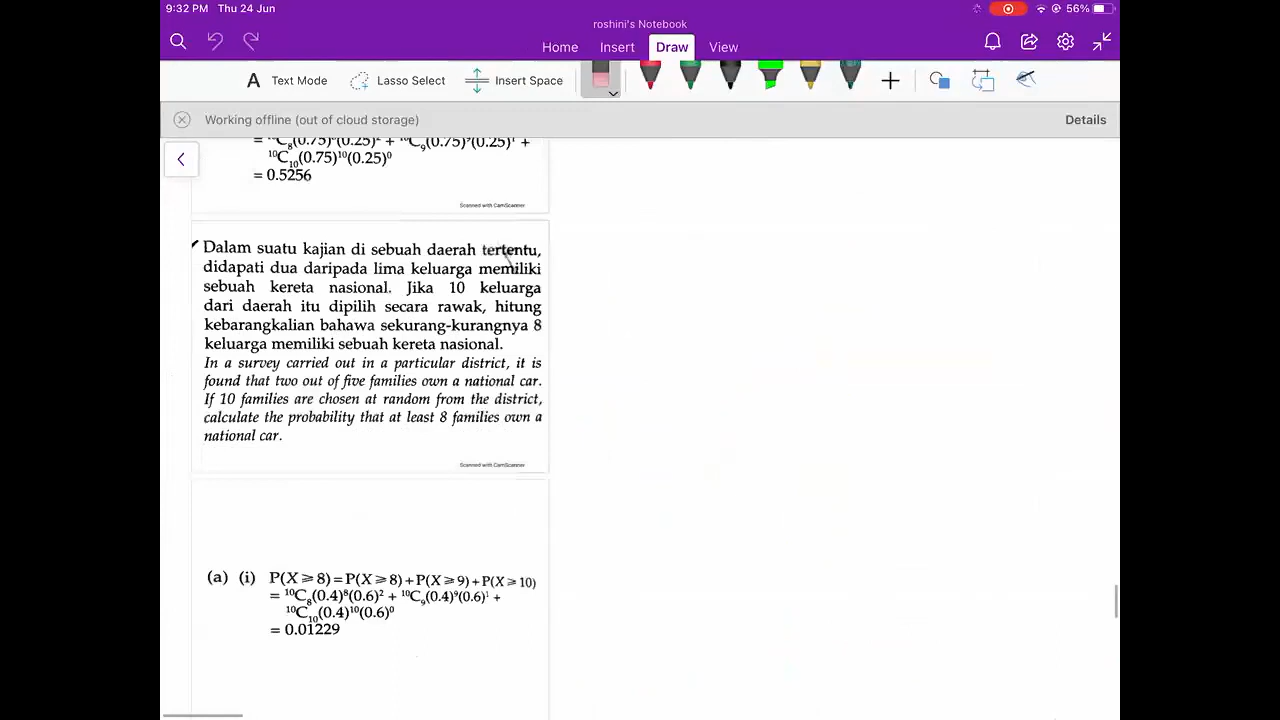 9:32 PM Thu 24 Jun
56%
roshini's Notebook
Home Insert Draw View
Text Mode Lasso Select Insert Space
Working offline (out of cloud storage) Details
= ¹⁰C₈(0.75)⁸(0.25)² + ¹⁰C₉(0.75)⁹(0.25)¹ +
¹⁰C₁₀(0.75)¹⁰(0.25)⁰
= 0.5256
Scanned with CamScanner
Dalam suatu kajian di sebuah daerah tertentu,
didapati dua daripada lima keluarga memiliki
sebuah kereta nasional. Jika 10 keluarga
dari daerah itu dipilih secara rawak, hitung
kebarangkalian bahawa sekurang-kurangnya 8
keluarga memiliki sebuah kereta nasional.
In a survey carried out in a particular district, it is
found that two out of five families own a national car.
If 10 families are chosen at random from the district,
calculate the probability that at least 8 families own a
national car.
Scanned with CamScanner
(a) (i) P(X ⩾ 8) = P(X ⩾ 8) + P(X ⩾ 9) + P(X ⩾ 10)
= ¹⁰C₈(0.4)⁸(0.6)² + ¹⁰C₉(0.4)⁹(0.6)¹ +
¹⁰C₁₀(0.4)¹⁰(0.6)⁰
= 0.01229